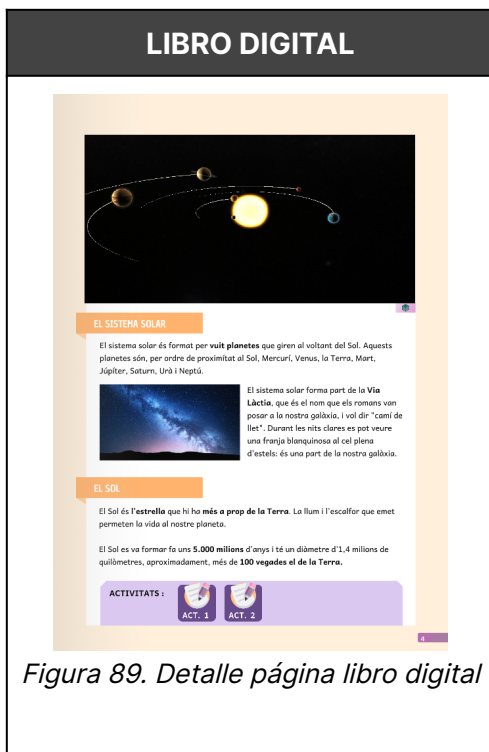 LIBRO DIGITAL
EL SISTEMA SOLAR
El sistema solar és format per vuit planetes que giren al voltant del Sol. Aquests
planetes són, per ordre de proximitat al Sol, Mercurí, Venus, la Terra, Mart,
Júpiter, Saturn, Urà i Neptú.
El sistema solar forma part de la Via
Làctia, que és el nom que els romans van
posar a la nostra galàxia, i vol dir "camí de
llet". Durant les nits clares es pot veure
una franja blanquinosa al cel plena
d'estels: és una part de la nostra galàxia.
EL SOL
El Sol és l'estrella que hi ha més a prop de la Terra. La llum i l'escalfor que emet
permeten la vida al nostre planeta.
El Sol es va formar fa uns 5.000 milions d'anys i té un diàmetre d'1,4 milions de
quilòmetres, aproximadament, més de 100 vegades el de la Terra.
ACTIVITATS :
ACT. 1 ACT. 2
4
Figura 89. Detalle página libro digital